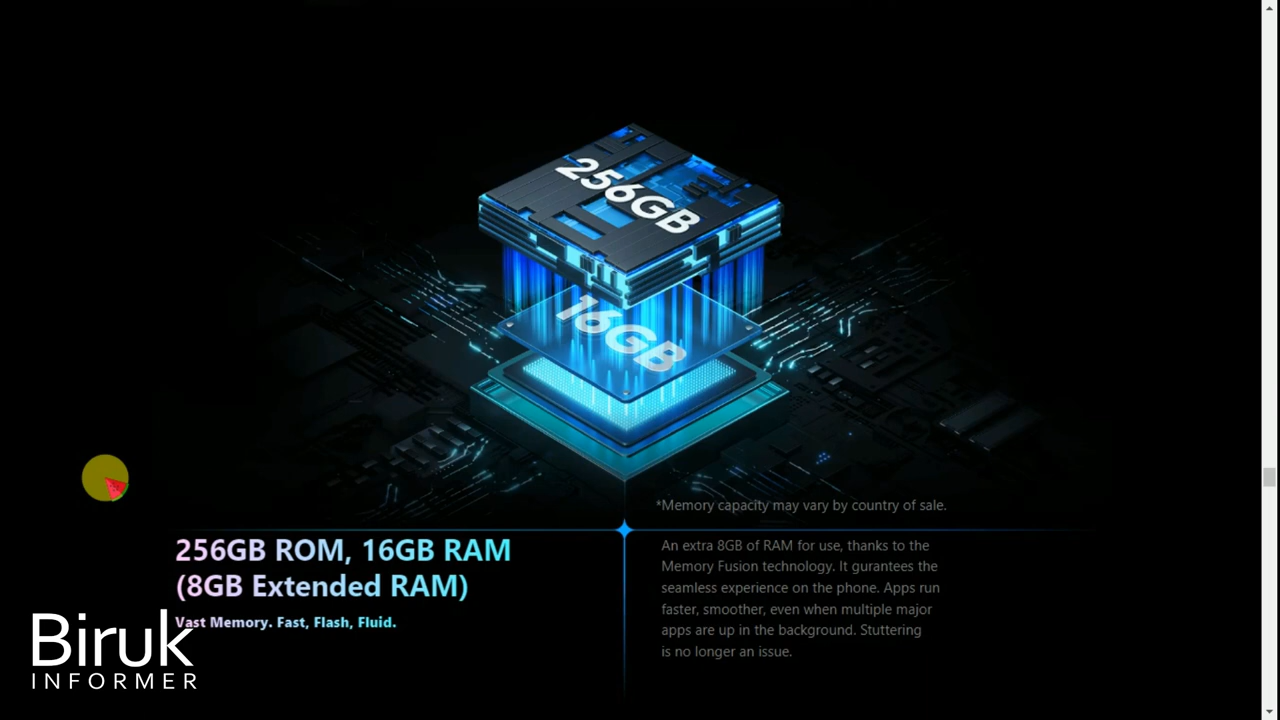 256GB
16GB
*Memory capacity may vary by country of sale.
256GB ROM, 16GB RAM
(8GB Extended RAM)
Vast Memory. Fast, Flash, Fluid.
An extra 8GB of RAM for use, thanks to the
Memory Fusion technology. It gurantees the
seamless experience on the phone. Apps run
faster, smoother, even when multiple major
apps are up in the background. Stuttering
is no longer an issue.
Biruk
INFORMER